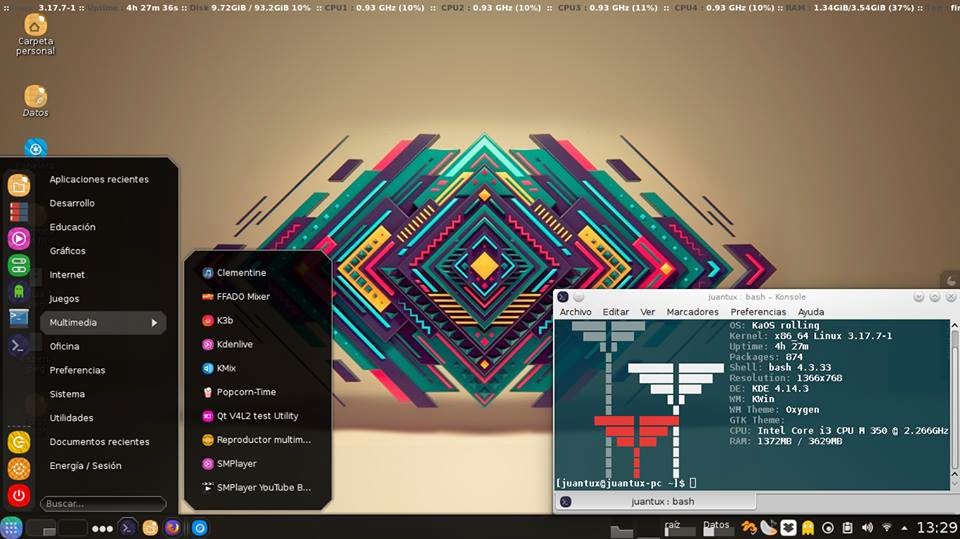 3.17.7-1 :: Uptime : 4h 27m 36s :: Disk 9.72GiB / 93.2GiB 10% :: CPU1 : 0.93 GHz (10%) :: CPU2 : 0.93 GHz (10%) :: CPU3 : 0.93 GHz (11%) :: CPU4 : 0.93 GHz (10%) :: RAM : 1.34GiB/3.54GiB (37%) ::
Carpeta
personal
Datos
Aplicaciones recientes
Desarrollo
Educación
Gráficos
Internet
Juegos
Multimedia
Oficina
Preferencias
Sistema
Utilidades
Documentos recientes
Energía / Sesión
Buscar...
Clementine
FFADO Mixer
K3b
Kdenlive
KMix
Popcorn-Time
Qt V4L2 test Utility
Reproductor multim...
SMPlayer
SMPlayer YouTube B...
juantux : bash – Konsole
Archivo Editar Ver Marcadores Preferencias Ayuda
OS: KaOS rolling
Kernel: x86_64 Linux 3.17.7-1
Uptime: 4h 27m
Packages: 874
Shell: bash 4.3.33
Resolution: 1366x768
DE: KDE 4.14.3
WM: KWin
WM Theme: Oxygen
GTK Theme:
CPU: Intel Core i3 CPU M 350 @ 2.266GHz
RAM: 1372MB / 3629MB
[juantux@juantux-pc ~]$
juantux : bash
raíz
Datos
13:29